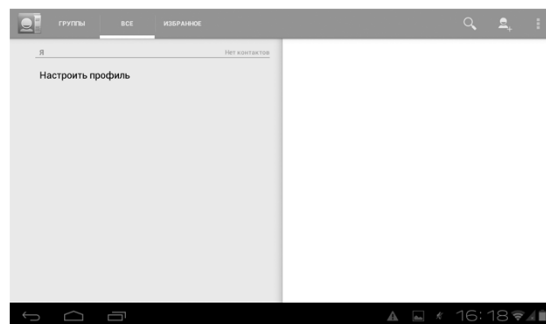 ГРУППЫ ВСЕ ИЗБРАННОЕ
Я Нет контактов
Настроить профиль
16:18